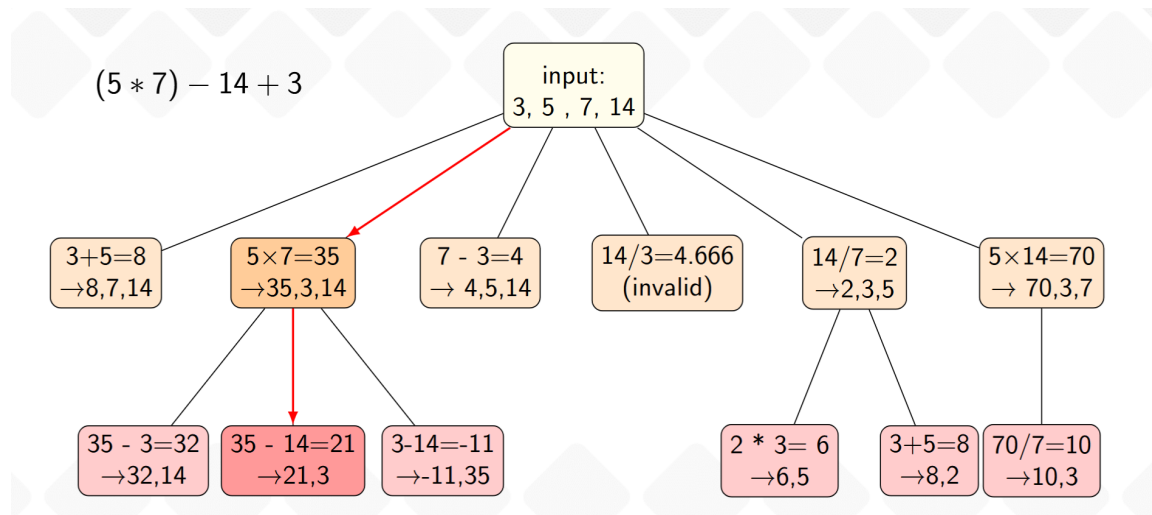 (5 ∗ 7) − 14 + 3
input:
3, 5 , 7, 14
3+5=8
→8,7,14
5×7=35
→35,3,14
7 - 3=4
→ 4,5,14
14/3=4.666
(invalid)
14/7=2
→2,3,5
5×14=70
→ 70,3,7
35 - 3=32
→32,14
35 - 14=21
→21,3
3-14=-11
→-11,35
2 * 3= 6
→6,5
3+5=8
→8,2
70/7=10
→10,3